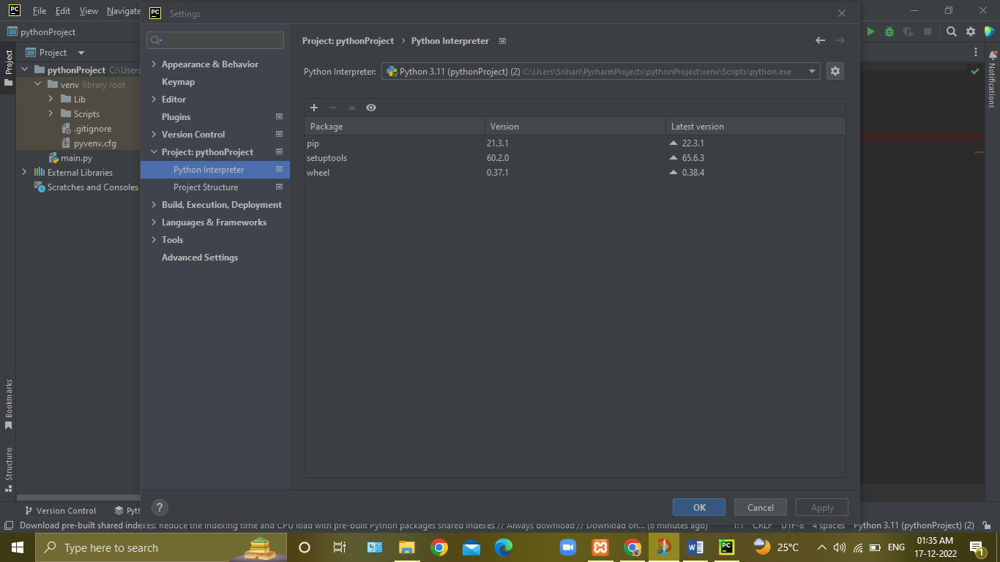 PC File Edit View Navigate
PC Settings
pythonProject
Project
Project
pythonProject C:\Users
venv library root
Lib
Scripts
.gitignore
pyvenv.cfg
main.py
External Libraries
Scratches and Consoles
Bookmarks
Structure
Appearance & Behavior
Keymap
Editor
Plugins
Version Control
Project: pythonProject
Python Interpreter
Project Structure
Build, Execution, Deployment
Languages & Frameworks
Tools
Advanced Settings
Project: pythonProject › Python Interpreter
Python Interpreter: Python 3.11 (pythonProject) (2) C:\Users\Srihari\PycharmProjects\pythonProject\venv\Scripts\python.exe
Package Version Latest version
pip 21.3.1 22.3.1
setuptools 60.2.0 65.6.3
wheel 0.37.1 0.38.4
Notifications
? OK Cancel Apply
Version Control Pyth
Download pre-built shared indexes: Reduce the indexing time and CPU load with pre-built Python packages shared indexes // Always download // Download on... (6 minutes ago) 1:1 CRLF UTF-8 4 spaces Python 3.11 (pythonProject) (2)
Type here to search
W
PC
25°C
ENG
01:35 AM
17-12-2022
1